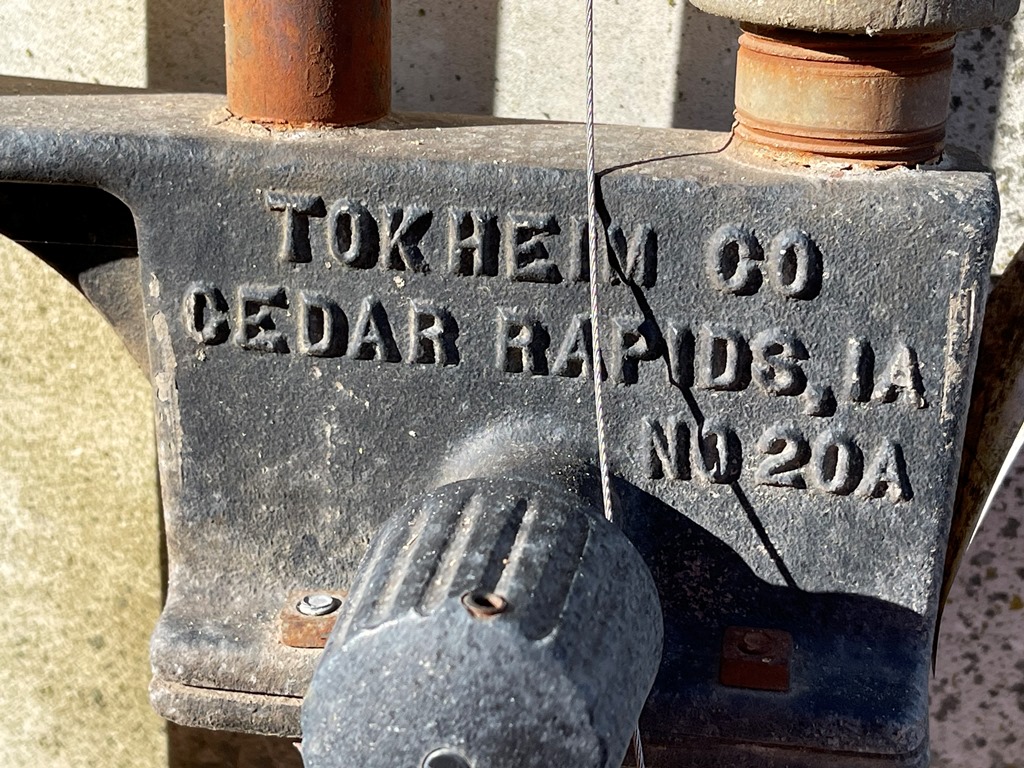 TOKHEIM CO
CEDAR RAPIDS, IA
NO 20A